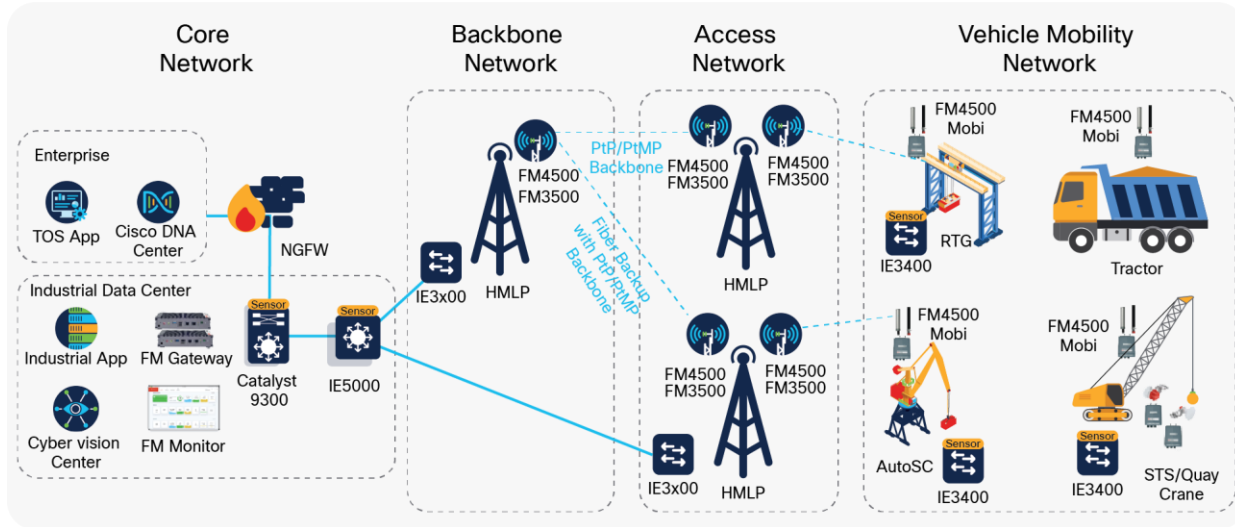 Core
Network
Backbone
Network
Access
Network
Vehicle Mobility
Network
Enterprise
TOS App
Cisco DNA
Center
NGFW
Industrial Data Center
Industrial App
FM Gateway
Cyber vision
Center
FM Monitor
Sensor
Catalyst
9300
Sensor
IE5000
IE3x00
FM4500
FM3500
HMLP
PtP/PtMP
Backbone
Fiber Backup
with PtP/PtMP
Backbone
FM4500
FM3500
FM4500
FM3500
HMLP
FM4500
FM3500
FM4500
FM3500
IE3x00
HMLP
FM4500
Mobi
Sensor
IE3400
RTG
FM4500
Mobi
Tractor
FM4500
Mobi
AutoSC
Sensor
IE3400
FM4500
Mobi
Sensor
IE3400
STS/Quay
Crane